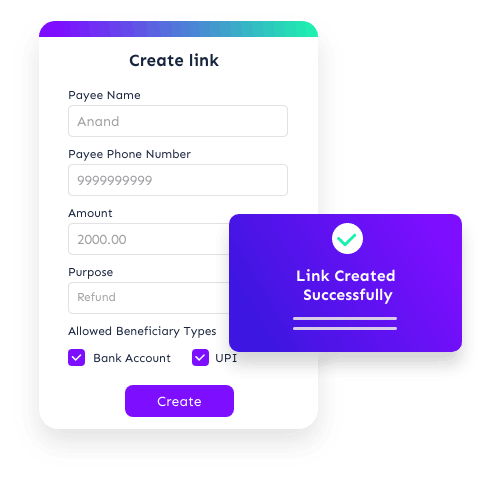 Create link
Payee Name
Anand
Payee Phone Number
9999999999
Amount
2000.00
Purpose
Refund
Allowed Beneficiary Types
Bank Account
UPI
Create
Link Created
Successfully